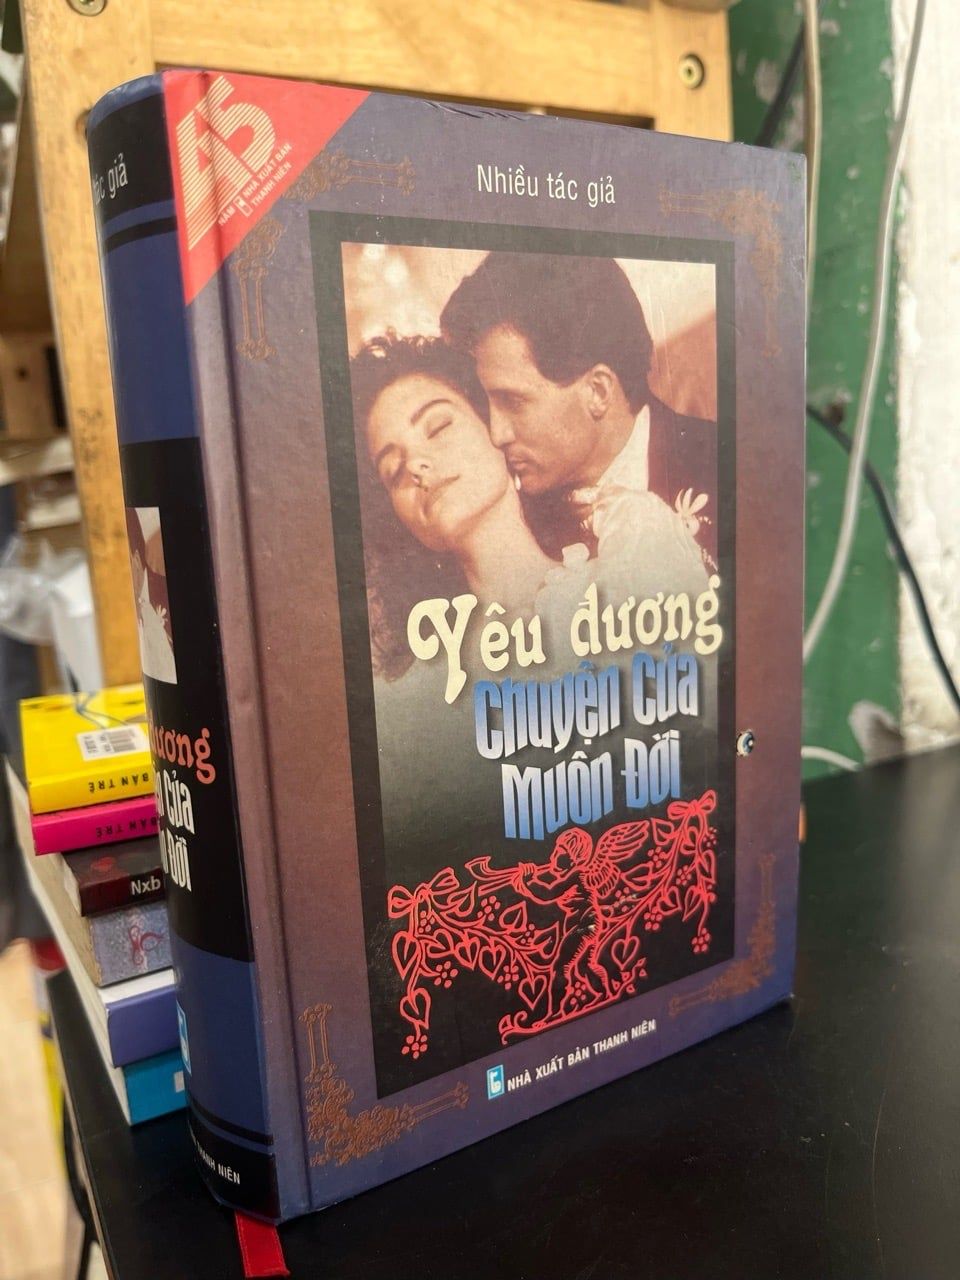 45
NĂM NHÀ XUẤT BẢN
THANH NIÊN
Nhiều tác giả
Yêu đương
Chuyện Của
Muôn Đời
NHÀ XUẤT BẢN THANH NIÊN
tác giả
ương
Của
Đời
THANH NIÊN
BẢN TRẺ
BẢN TRẺ
Nxb